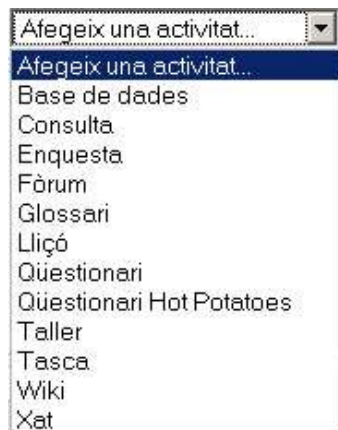 Afegeix una activitat...
Afegeix una activitat...
Base de dades
Consulta
Enquesta
Fòrum
Glossari
Lliçó
Qüestionari
Qüestionari Hot Potatoes
Taller
Tasca
Wiki
Xat